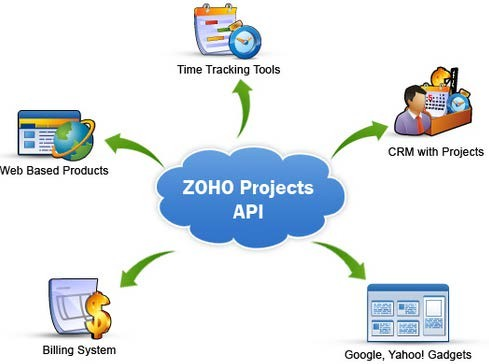 Time Tracking Tools
CRM with Projects
Web Based Products
ZOHO Projects
API
Billing System
Google, Yahoo! Gadgets